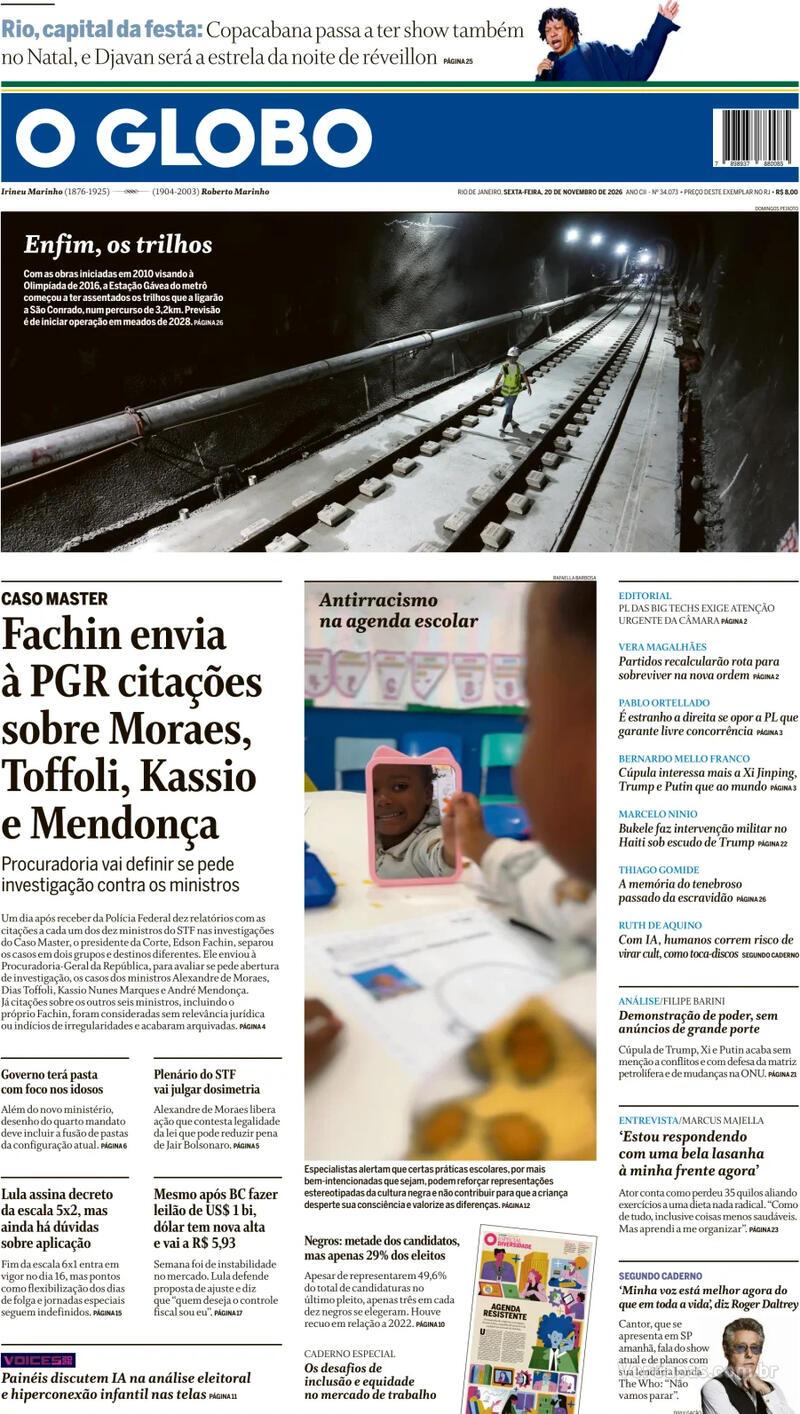 Rio, capital da festa: Copacabana passa a ter show também
no Natal, e Djavan será a estrela da noite de réveillon PÁGINA 25
O GLOBO
7 898937 880085
Irineu Marinho (1876-1925) (1904-2003) Roberto Marinho
RIO DE JANEIRO, SEXTA-FEIRA, 20 DE NOVEMBRO DE 2026 ANO CII - Nº 34.073 • PREÇO DESTE EXEMPLAR NO RJ • R$ 8,00
DOMINGOS PEIXOTO
Enfim, os trilhos
Com as obras iniciadas em 2010 visando à
Olimpíada de 2016, a Estação Gávea do metrô
começou a ter assentados os trilhos que a ligarão
a São Conrado, num percurso de 3,2km. Previsão
é de iniciar operação em meados de 2028. PÁGINA 26
CASO MASTER
Fachin envia
à PGR citações
sobre Moraes,
Toffoli, Kassio
e Mendonça
Procuradoria vai definir se pede
investigação contra os ministros
Um dia após receber da Polícia Federal dez relatórios com as
citações a cada um dos dez ministros do STF nas investigações
do Caso Master, o presidente da Corte, Edson Fachin, separou
os casos em dois grupos e destinos diferentes. Ele enviou à
Procuradoria-Geral da República, para avaliar se pede abertura
de investigação, os casos dos ministros Alexandre de Moraes,
Dias Toffoli, Kassio Nunes Marques e André Mendonça.
Já citações sobre os outros seis ministros, incluindo o
próprio Fachin, foram consideradas sem relevância jurídica
ou indícios de irregularidades e acabaram arquivadas. PÁGINA 4
Governo terá pasta
com foco nos idosos
Além do novo ministério,
desenho do quarto mandato
deve incluir a fusão de pastas
da configuração atual. PÁGINA 6
Plenário do STF
vai julgar dosimetria
Alexandre de Moraes libera
ação que contesta legalidade
da lei que pode reduzir pena
de Jair Bolsonaro. PÁGINA 5
Lula assina decreto
da escala 5x2, mas
ainda há dúvidas
sobre aplicação
Fim da escala 6x1 entra em
vigor no dia 16, mas pontos
como flexibilização dos dias
de folga e jornadas especiais
seguem indefinidos. PÁGINA 15
Mesmo após BC fazer
leilão de US$ 1 bi,
dólar tem nova alta
e vai a R$ 5,93
Semana foi de instabilidade
no mercado. Lula defende
proposta de ajuste e diz
que “quem deseja o controle
fiscal sou eu”. PÁGINA 17
VOICES
Painéis discutem IA na análise eleitoral
e hiperconexão infantil nas telas PÁGINA 11
RAFAELLA BARBOSA
Antirracismo
na agenda escolar
Especialistas alertam que certas práticas escolares, por mais
bem-intencionadas que sejam, podem reforçar representações
estereotipadas da cultura negra e não contribuir para que a criança
desperte sua consciência e valorize as diferenças. PÁGINA 12
Negros: metade dos candidatos,
mas apenas 29% dos eleitos
Apesar de representarem 49,6%
do total de candidaturas no
último pleito, apenas três em cada
dez negros se elegeram. Houve
recuo em relação a 2022. PÁGINA 10
CADERNO ESPECIAL
Os desafios de
inclusão e equidade
no mercado de trabalho
ESPECIAL
DIVERSIDADE
AGENDA
RESISTENTE
EDITORIAL
PL DAS BIG TECHS EXIGE ATENÇÃO
URGENTE DA CÂMARA PÁGINA 2
VERA MAGALHÃES
Partidos recalcularão rota para
sobreviver na nova ordem PÁGINA 2
PABLO ORTELLADO
É estranho a direita se opor a PL que
garante livre concorrência PÁGINA 3
BERNARDO MELLO FRANCO
Cúpula interessa mais a Xi Jinping,
Trump e Putin que ao mundo PÁGINA 3
MARCELO NINIO
Bukele faz intervenção militar no
Haiti sob escudo de Trump PÁGINA 22
THIAGO GOMIDE
A memória do tenebroso
passado da escravidão PÁGINA 26
RUTH DE AQUINO
Com IA, humanos correm risco de
virar cult, como toca-discos SEGUNDO CADERNO
ANÁLISE/FILIPE BARINI
Demonstração de poder, sem
anúncios de grande porte
Cúpula de Trump, Xi e Putin acaba sem
menção a conflitos e com defesa da matriz
petrolífera e de mudanças na ONU. PÁGINA 21
ENTREVISTA/MARCUS MAJELLA
‘Estou respondendo
com uma bela lasanha
à minha frente agora’
Ator conta como perdeu 35 quilos aliando
exercícios a uma dieta nada radical. “Como
de tudo, inclusive coisas menos saudáveis.
Mas aprendi a me organizar”. PÁGINA 23
SEGUNDO CADERNO
‘Minha voz está melhor agora do
que em toda a vida’, diz Roger Daltrey
Cantor, que se
apresenta em SP
amanhã, fala do show
atual e de planos com
sua lendária banda
The Who: “Não
vamos parar”.
DIVULGAÇÃO